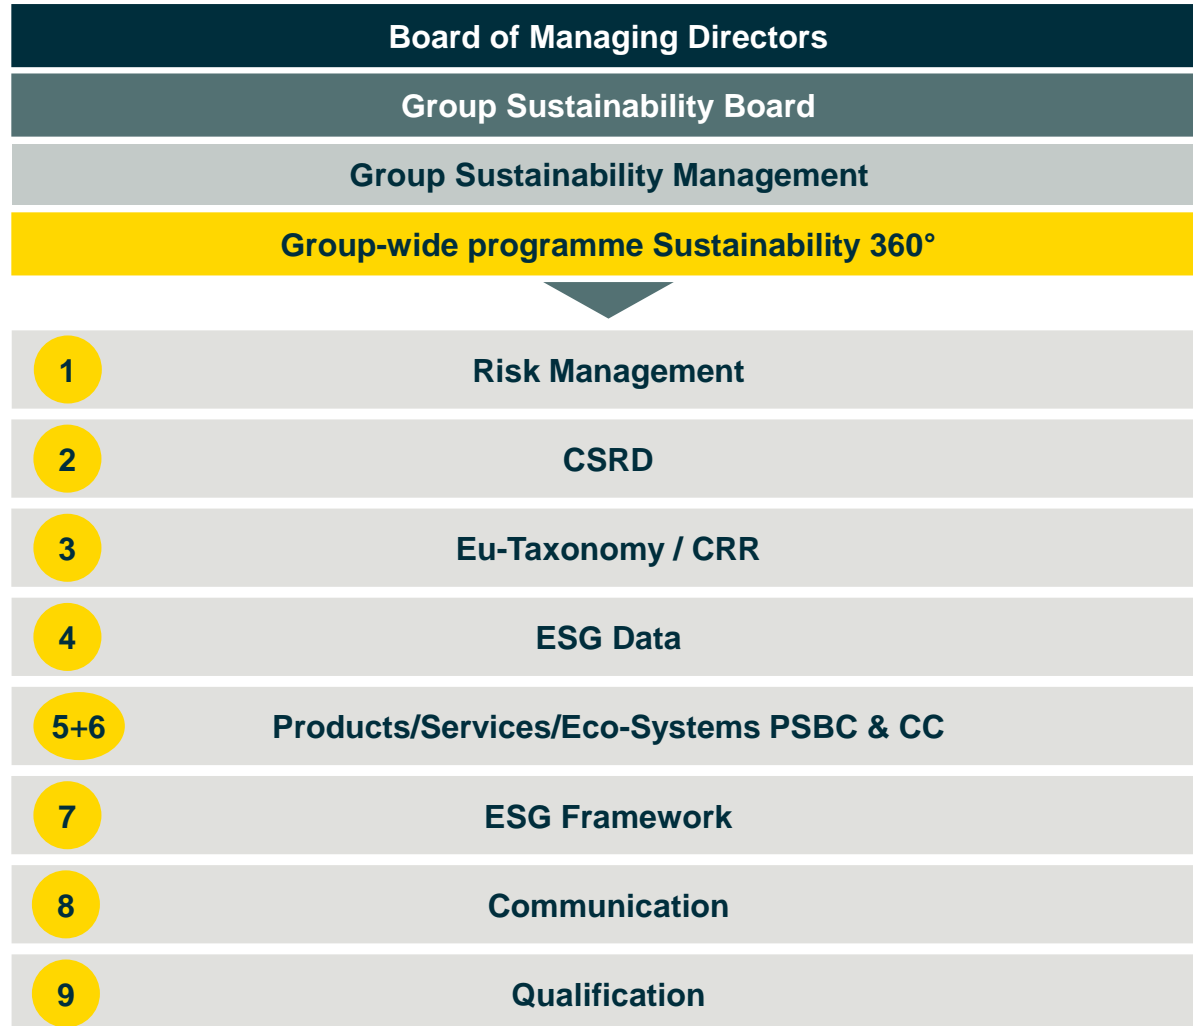 Board of Managing Directors
Group Sustainability Board
Group Sustainability Management
Group-wide programme Sustainability 360°
1 Risk Management
2 CSRD
3 Eu-Taxonomy / CRR
4 ESG Data
5+6 Products/Services/Eco-Systems PSBC & CC
7 ESG Framework
8 Communication
9 Qualification